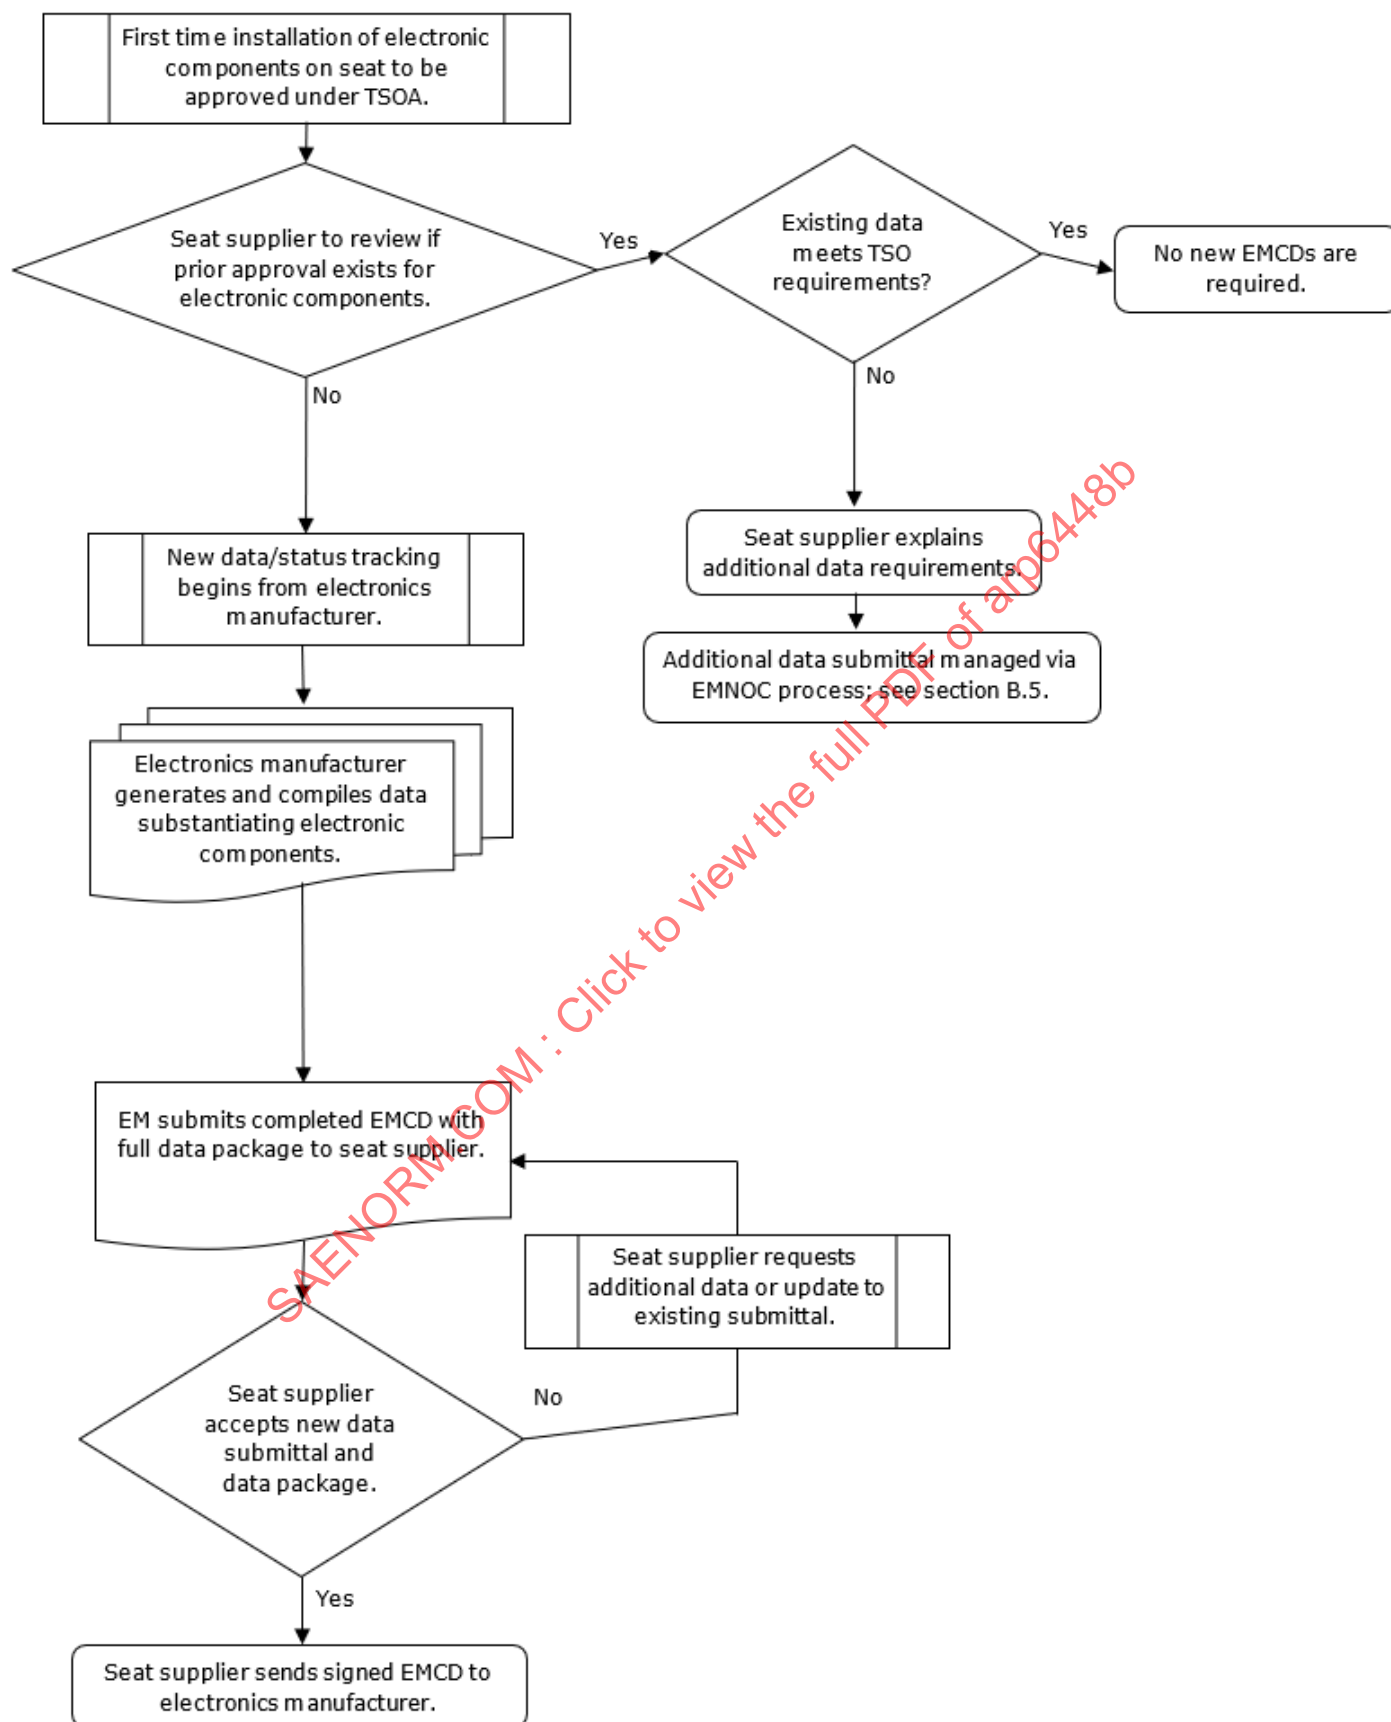 First time installation of electronic
components on seat to be
approved under TSOA.
Seat supplier to review if
prior approval exists for
electronic components.
Yes
Existing data
meets TSO
requirements?
Yes
No new EMCDs are
required.
No
No
Seat supplier explains
additional data requirements.
New data/status tracking
begins from electronics
manufacturer.
Additional data submittal managed via
EMNOC process; see section B.5.
Electronics manufacturer
generates and compiles data
substantiating electronic
components.
EM submits completed EMCD with
full data package to seat supplier.
Seat supplier requests
additional data or update to
existing submittal.
Seat supplier
accepts new data
submittal and
data package.
No
Yes
Seat supplier sends signed EMCD to
electronics manufacturer.
SAENORM.COM : Click to view the full PDF of arp6448b